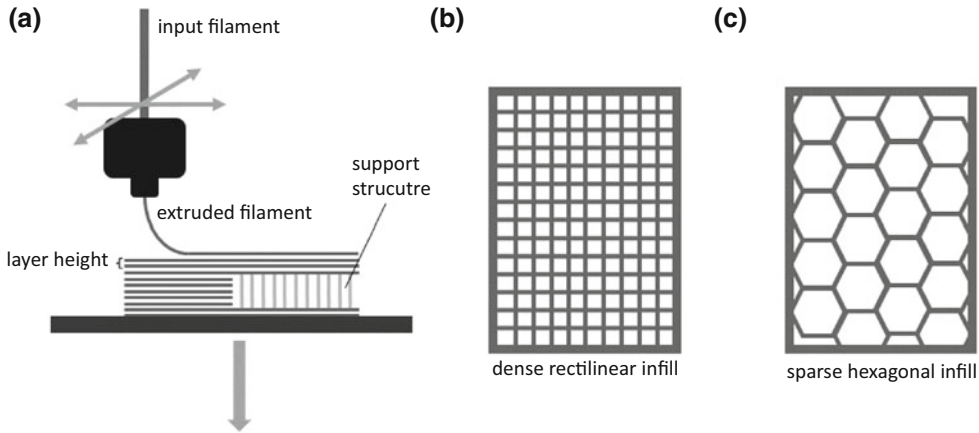 (a)
input filament
extruded filament
support
strucutre
layer height
(b)
dense rectilinear infill
(c)
sparse hexagonal infill